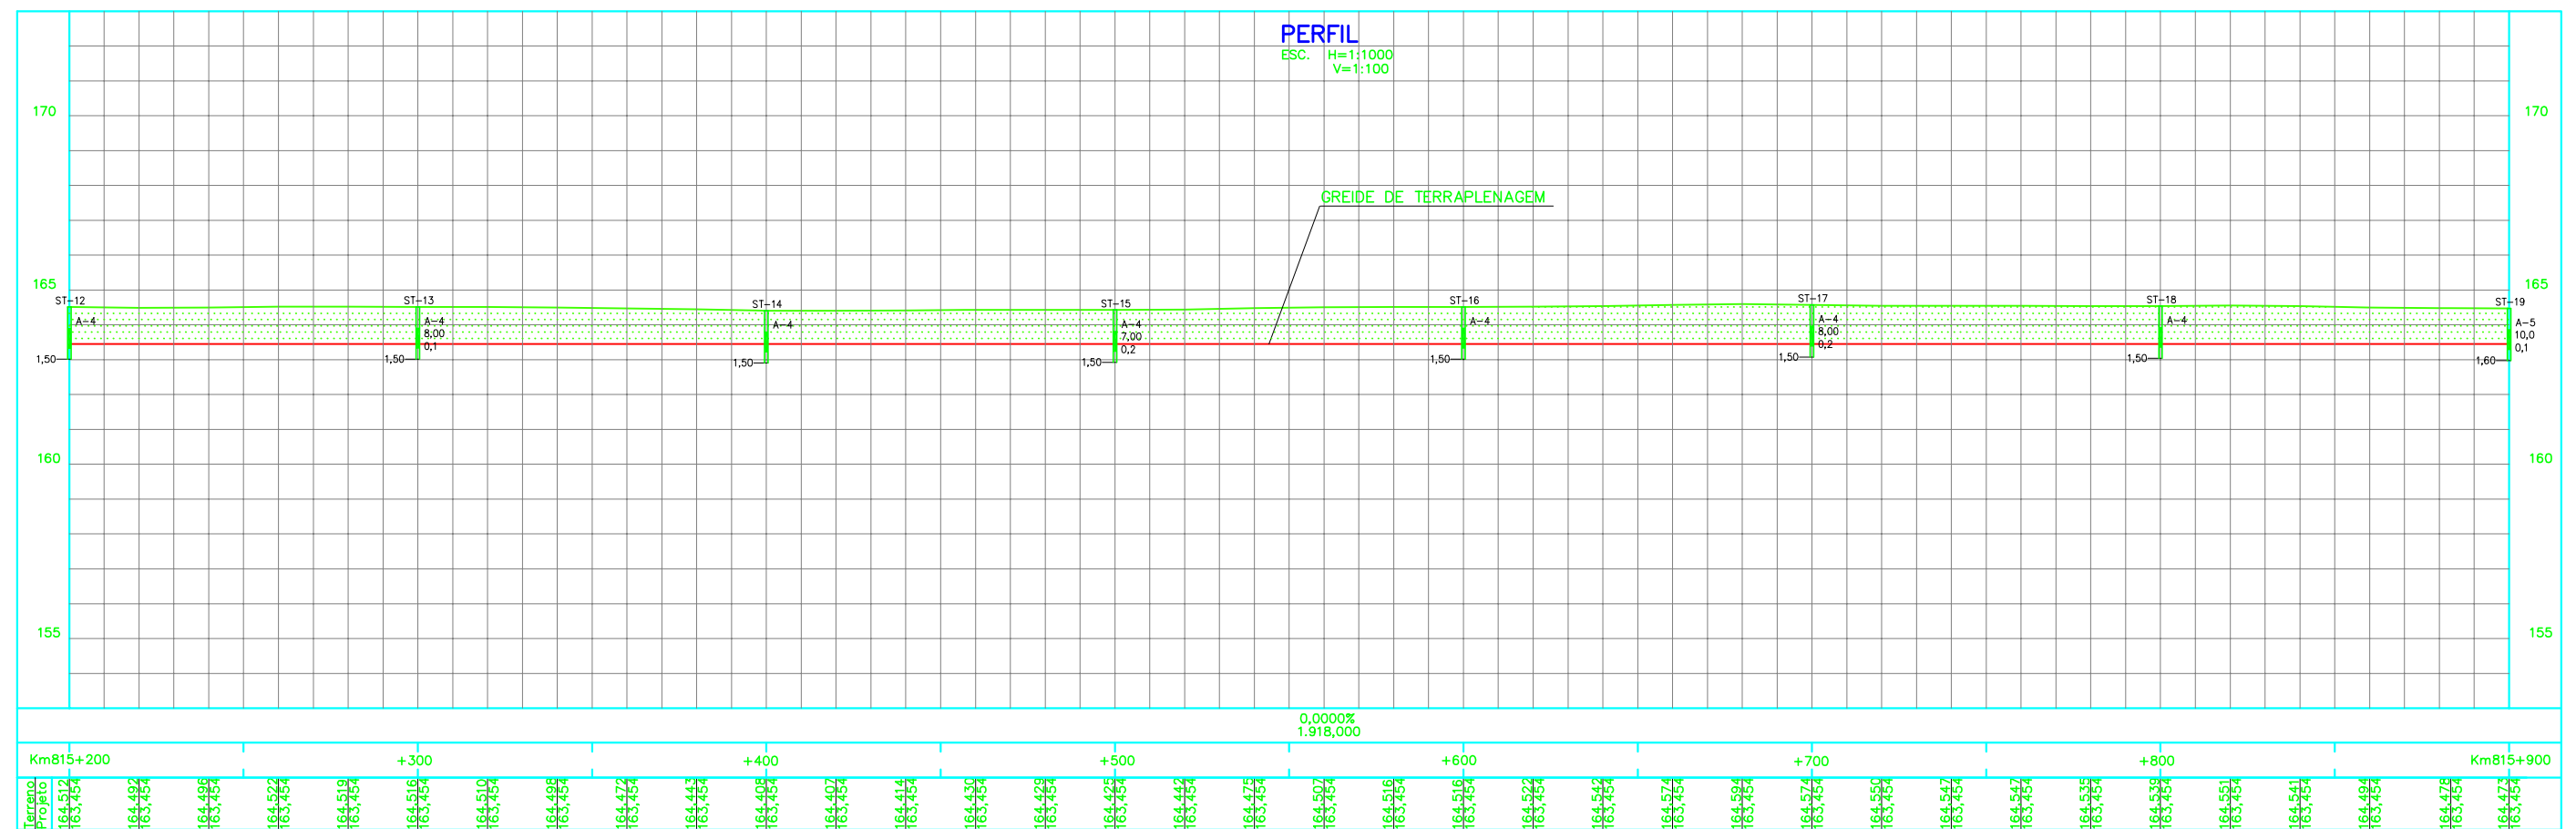 PERFIL
ESC. H=1:1000
V=1:100
170 170
GREIDE DE TERRAPLENAGEM
165 165
ST-12 ST-13 ST-14 ST-15 ST-16 ST-17 ST-18 ST-19
A-4 A-4 A-4 A-4 A-4 A-4 A-4 A-5
8,00 7,00 8,00 10,0
0,1 0,2 0,2 0,1
1,50 1,50 1,50 1,50 1,50 1,50 1,50 1,60
160 160
155 155
0,0000%
1.918,000
Km815+200 +300 +400 +500 +600 +700 +800 Km815+900
Terreno 164,512 164,492 164,496 164,522 164,519 164,516 164,510 164,498 164,472 164,443 164,408 164,407 164,414 164,430 164,429 164,425 164,442 164,475 164,507 164,516 164,516 164,522 164,542 164,574 164,594 164,574 164,550 164,547 164,547 164,535 164,539 164,551 164,541 164,494 164,478 164,473
Projeto 163,454 163,454 163,454 163,454 163,454 163,454 163,454 163,454 163,454 163,454 163,454 163,454 163,454 163,454 163,454 163,454 163,454 163,454 163,454 163,454 163,454 163,454 163,454 163,454 163,454 163,454 163,454 163,454 163,454 163,454 163,454 163,454 163,454 163,454 163,454 163,454